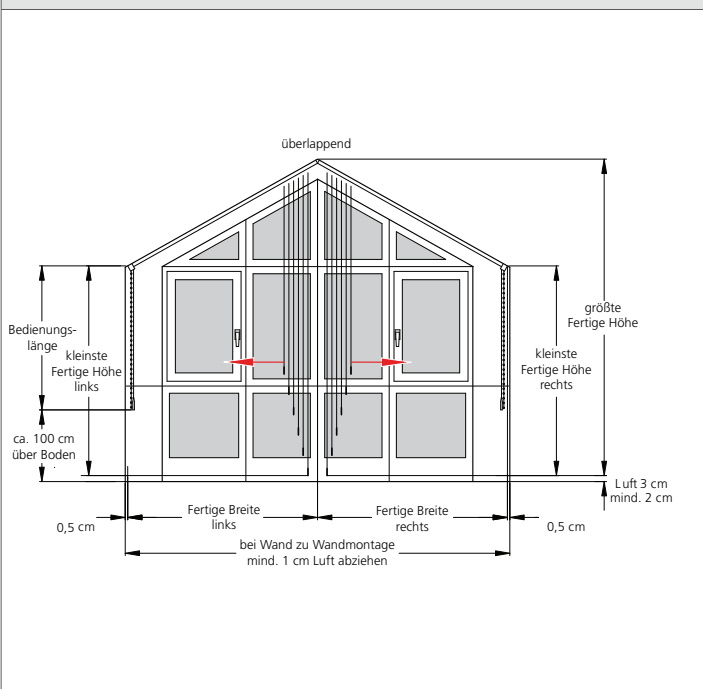 überlappend
Bedienungs-
länge
kleinste
Fertige Höhe
links
ca. 100 cm
über Boden
größte
Fertige Höhe
kleinste
Fertige Höhe
rechts
Luft 3 cm
mind. 2 cm
0,5 cm
Fertige Breite
links
Fertige Breite
rechts
0,5 cm
bei Wand zu Wandmontage
mind. 1 cm Luft abziehen